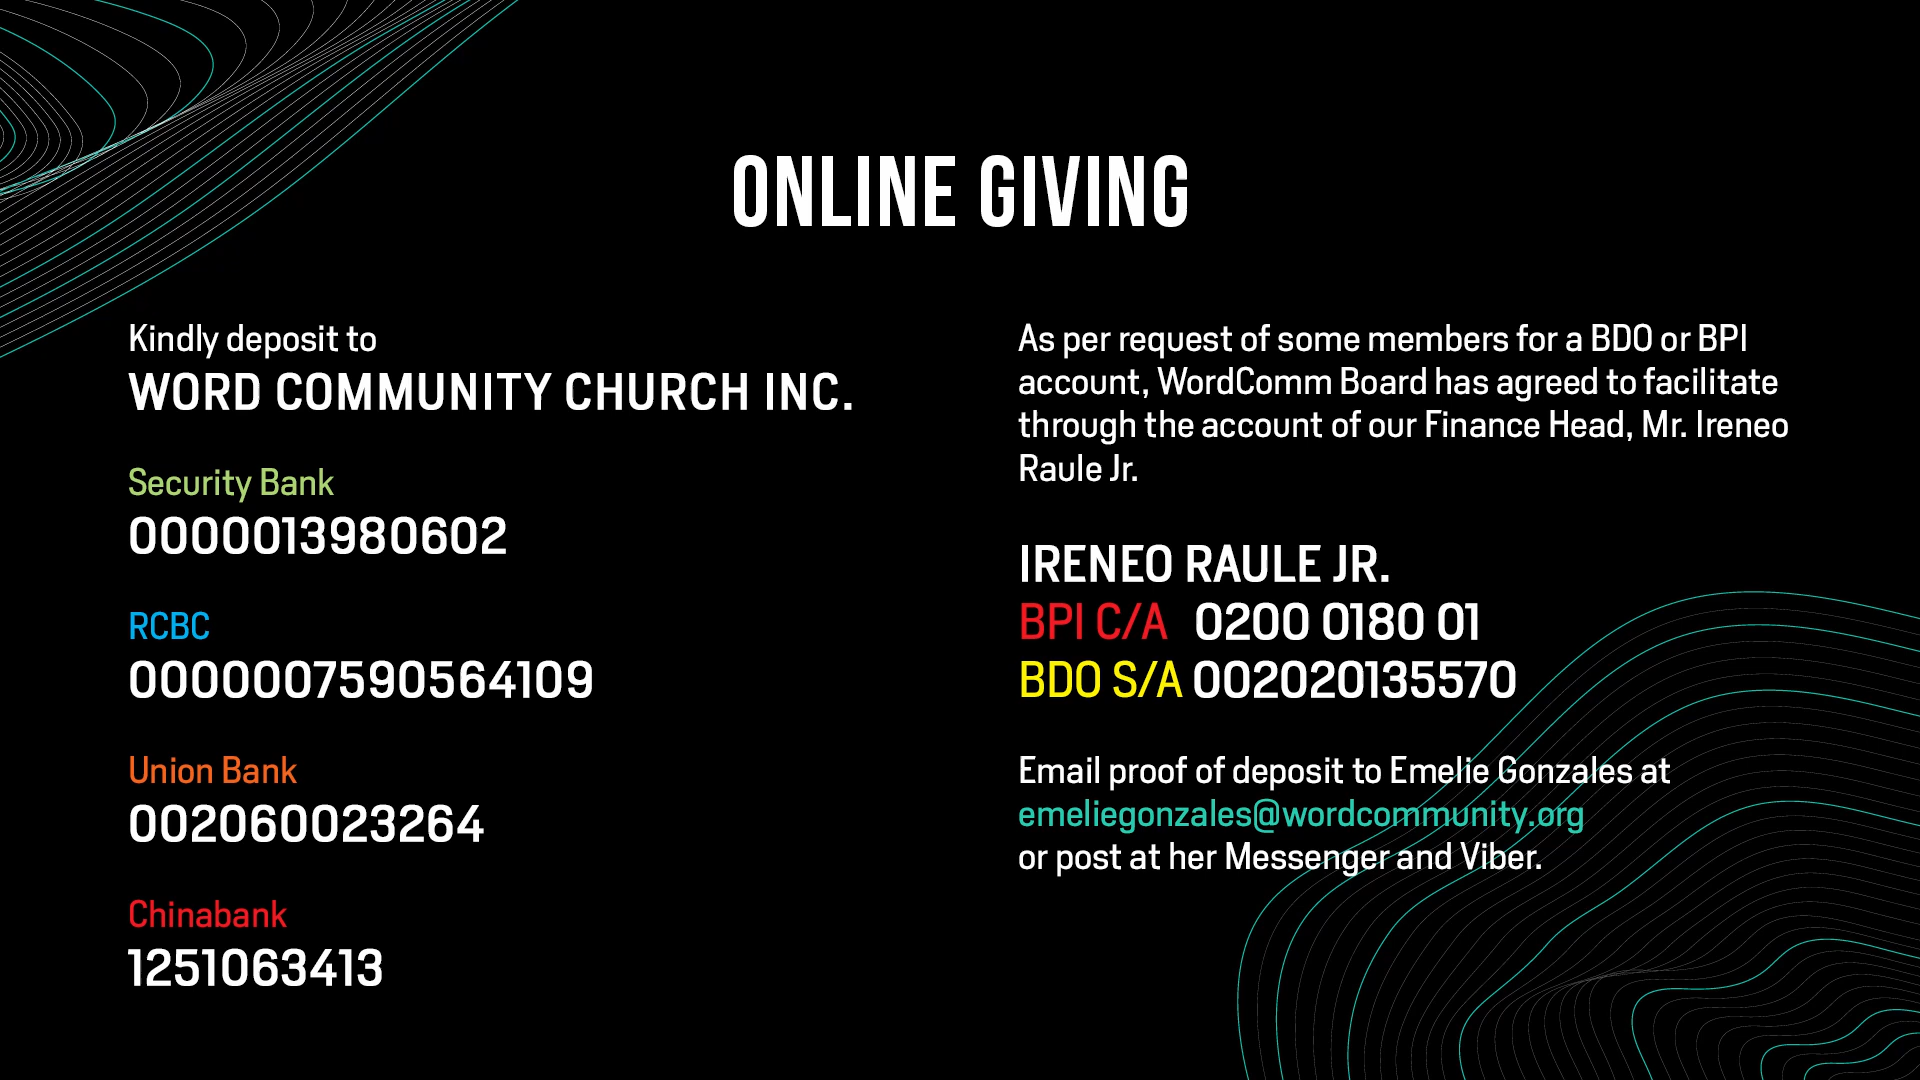 ONLINE GIVING
Kindly deposit to
WORD COMMUNITY CHURCH INC.
Security Bank
0000013980602
RCBC
0000007590564109
Union Bank
002060023264
Chinabank
1251063413
As per request of some members for a BDO or BPI
account, WordComm Board has agreed to facilitate
through the account of our Finance Head, Mr. Ireneo
Raule Jr.
IRENEO RAULE JR.
BPI C/A 0200 0180 01
BDO S/A 002020135570
Email proof of deposit to Emelie Gonzales at
emeliegonzales@wordcommunity.org
or post at her Messenger and Viber.